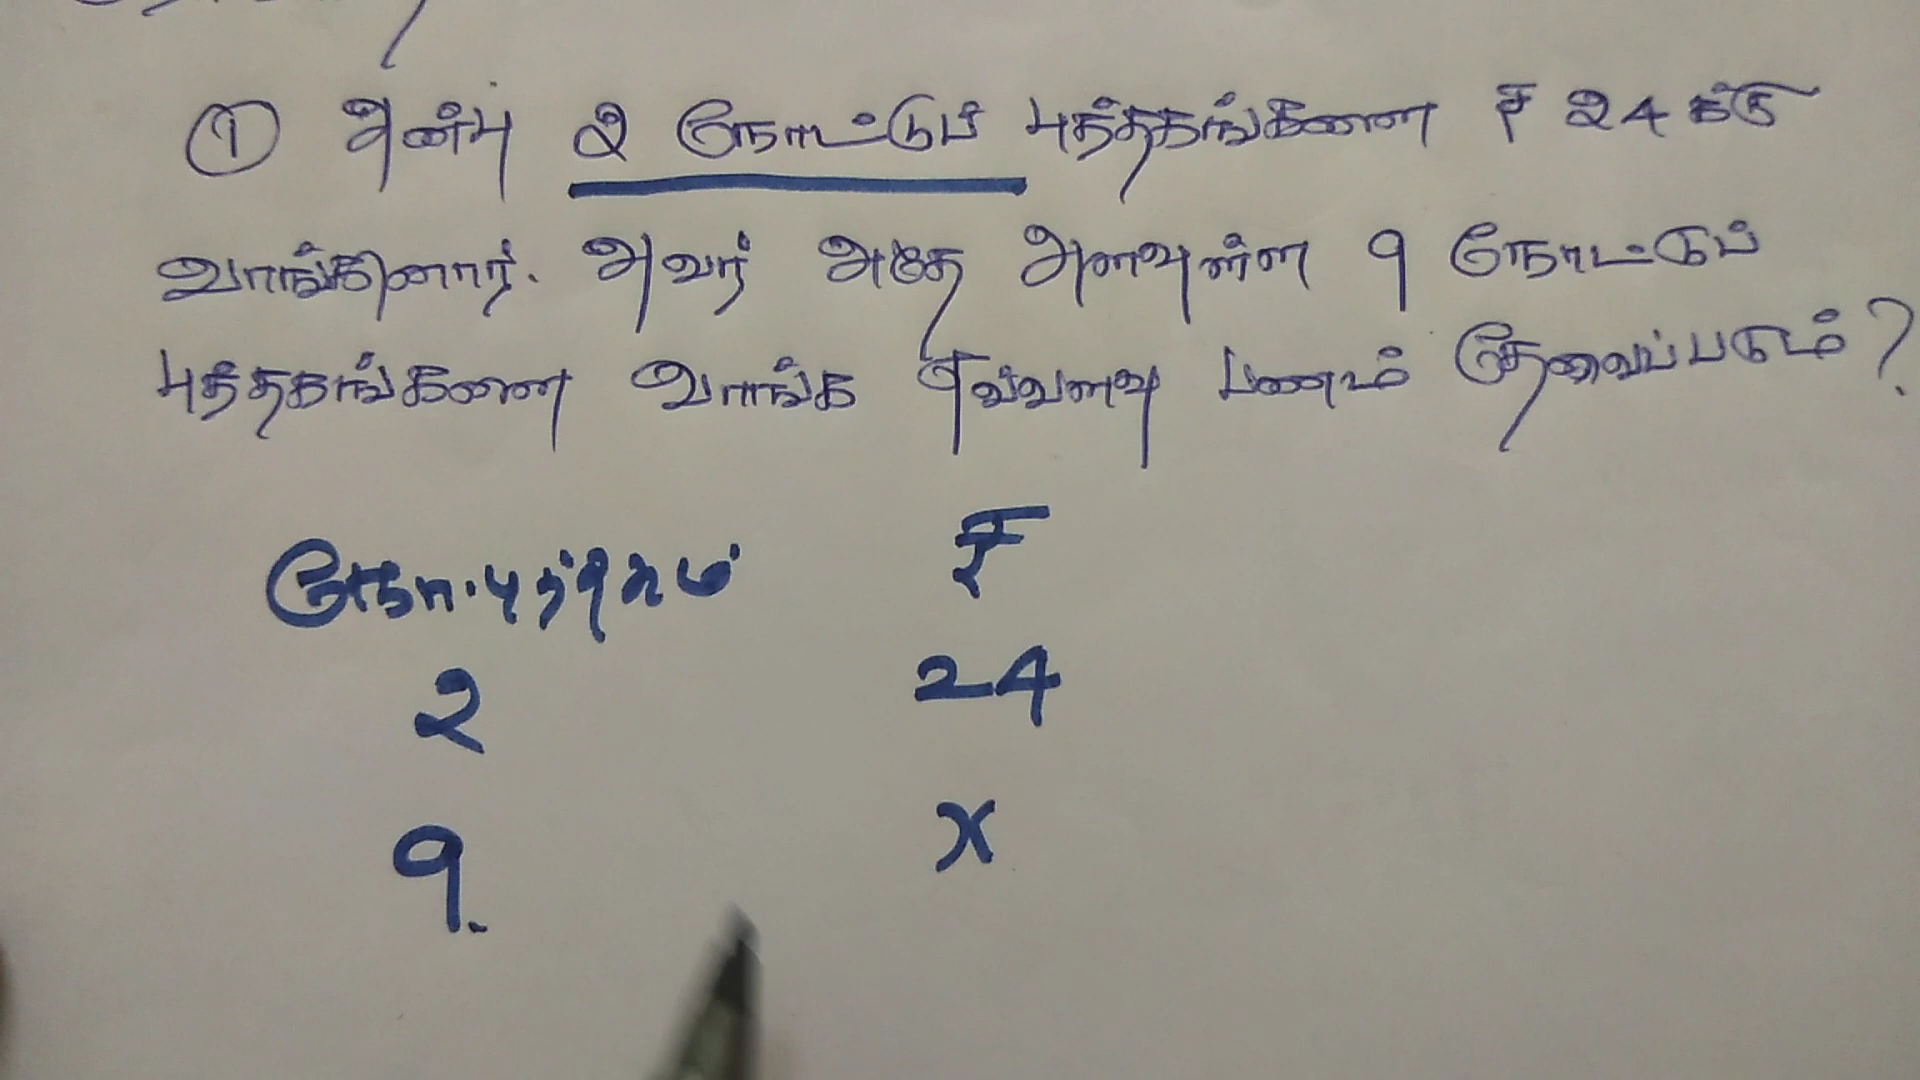 ① அன்பு 2 நோட்டுப் புத்தகங்களை ₹ 24 க்கு
வாங்கினார். அவர் அதே அளவுள்ள 9 நோட்டுப்
புத்தகங்களை வாங்க எவ்வளவு பணம் தேவைப்படும்?
நோ.புத்தகம் ₹
2 24
9. x